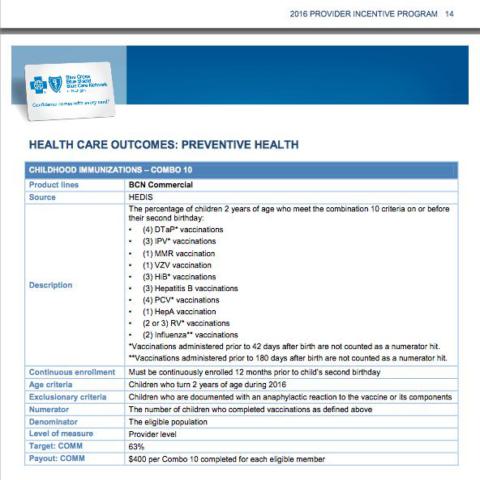 2016 PROVIDER INCENTIVE PROGRAM 14
Blue Cross
Blue Shield
Blue Care Network
Confidence comes with every card.®
HEALTH CARE OUTCOMES: PREVENTIVE HEALTH
CHILDHOOD IMMUNIZATIONS – COMBO 10
Product lines BCN Commercial
Source HEDIS
Description The percentage of children 2 years of age who meet the combination 10 criteria on or before
their second birthday:
• (4) DTaP* vaccinations
• (3) IPV* vaccinations
• (1) MMR vaccination
• (1) VZV vaccination
• (3) HiB* vaccinations
• (3) Hepatitis B vaccinations
• (4) PCV* vaccinations
• (1) HepA vaccination
• (2 or 3) RV* vaccinations
• (2) Influenza** vaccinations
*Vaccinations administered prior to 42 days after birth are not counted as a numerator hit.
**Vaccinations administered prior to 180 days after birth are not counted as a numerator hit.
Continuous enrollment Must be continuously enrolled 12 months prior to child's second birthday
Age criteria Children who turn 2 years of age during 2016
Exclusionary criteria Children who are documented with an anaphylactic reaction to the vaccine or its components
Numerator The number of children who completed vaccinations as defined above
Denominator The eligible population
Level of measure Provider level
Target: COMM 63%
Payout: COMM $400 per Combo 10 completed for each eligible member